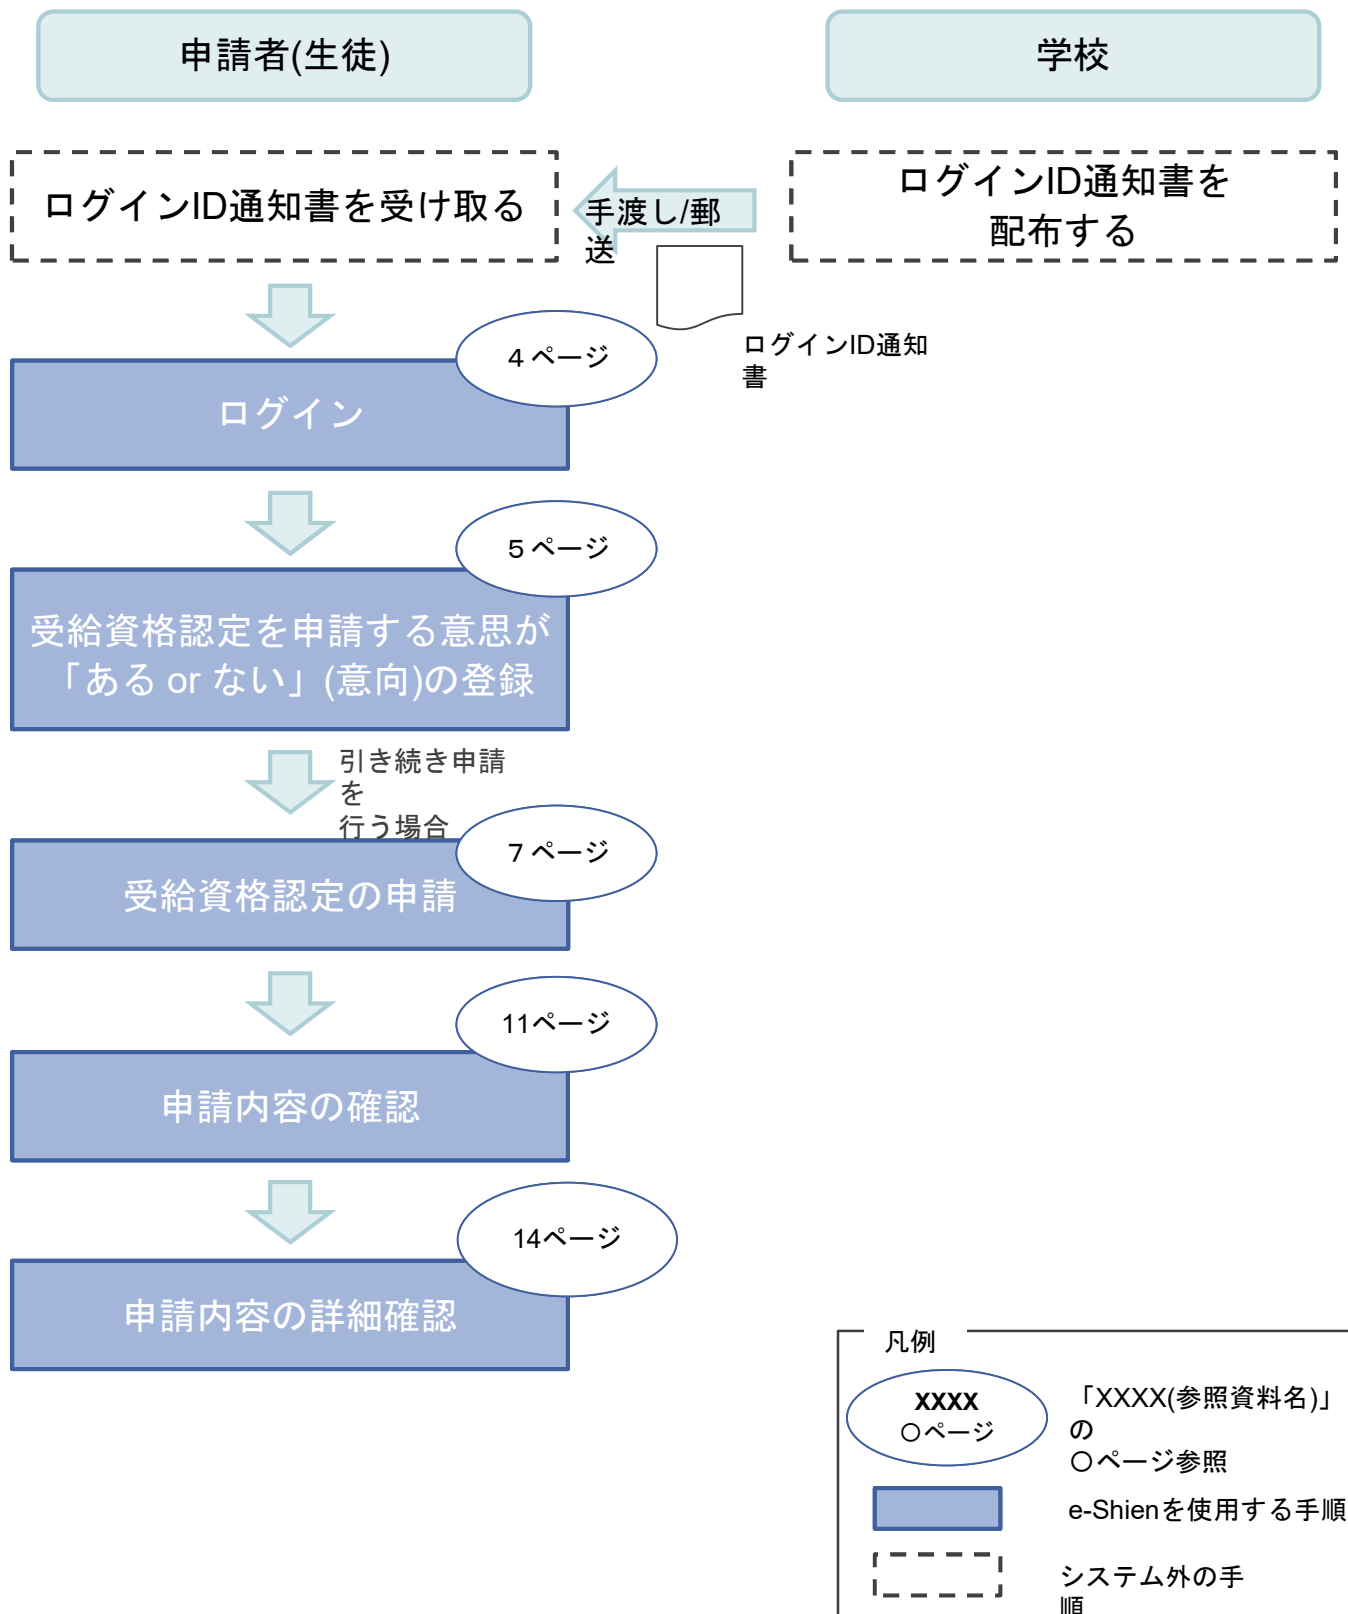 申請者(生徒)
学校
ログインID通知書を受け取る
手渡し/郵
送
ログインID通知書を
配布する
ログインID通知
書
4ページ
ログイン
5ページ
受給資格認定を申請する意思が
「ある or ない」(意向)の登録
引き続き申請
を
行う場合
7ページ
受給資格認定の申請
11ページ
申請内容の確認
14ページ
申請内容の詳細確認
凡例
XXXX
〇ページ
「XXXX(参照資料名)」
の
〇ページ参照
e-Shienを使用する手順
システム外の手
順